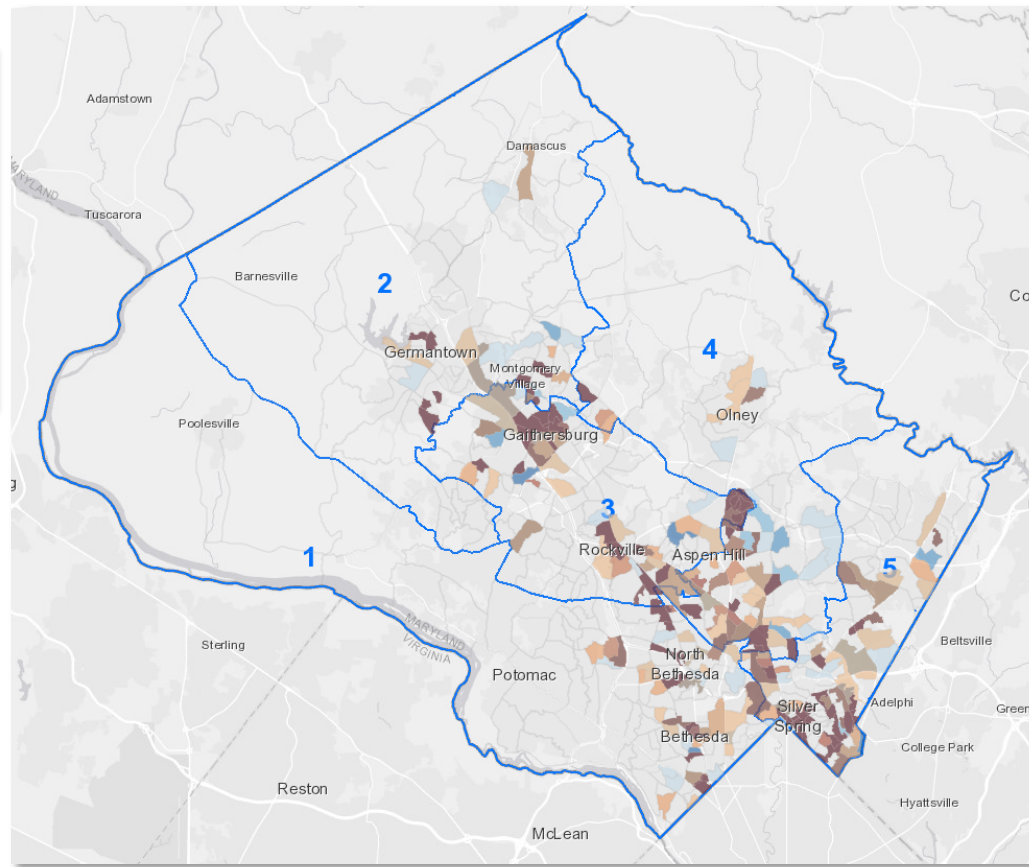 Adamstown
Damascus
MARYLAND
Tuscarora
Barnesville
Co
2
4
Germantown
Montgomery
Village
Olney
Poolesville
Gaithersburg
g
3
Rockville
Aspen Hill
1
5
MARYLAND
VIRGINIA
Sterling
Beltsville
North
Bethesda
Potomac
Silver
Spring
Adelphi
Green
Bethesda
College Park
Reston
Hyattsville
McLean